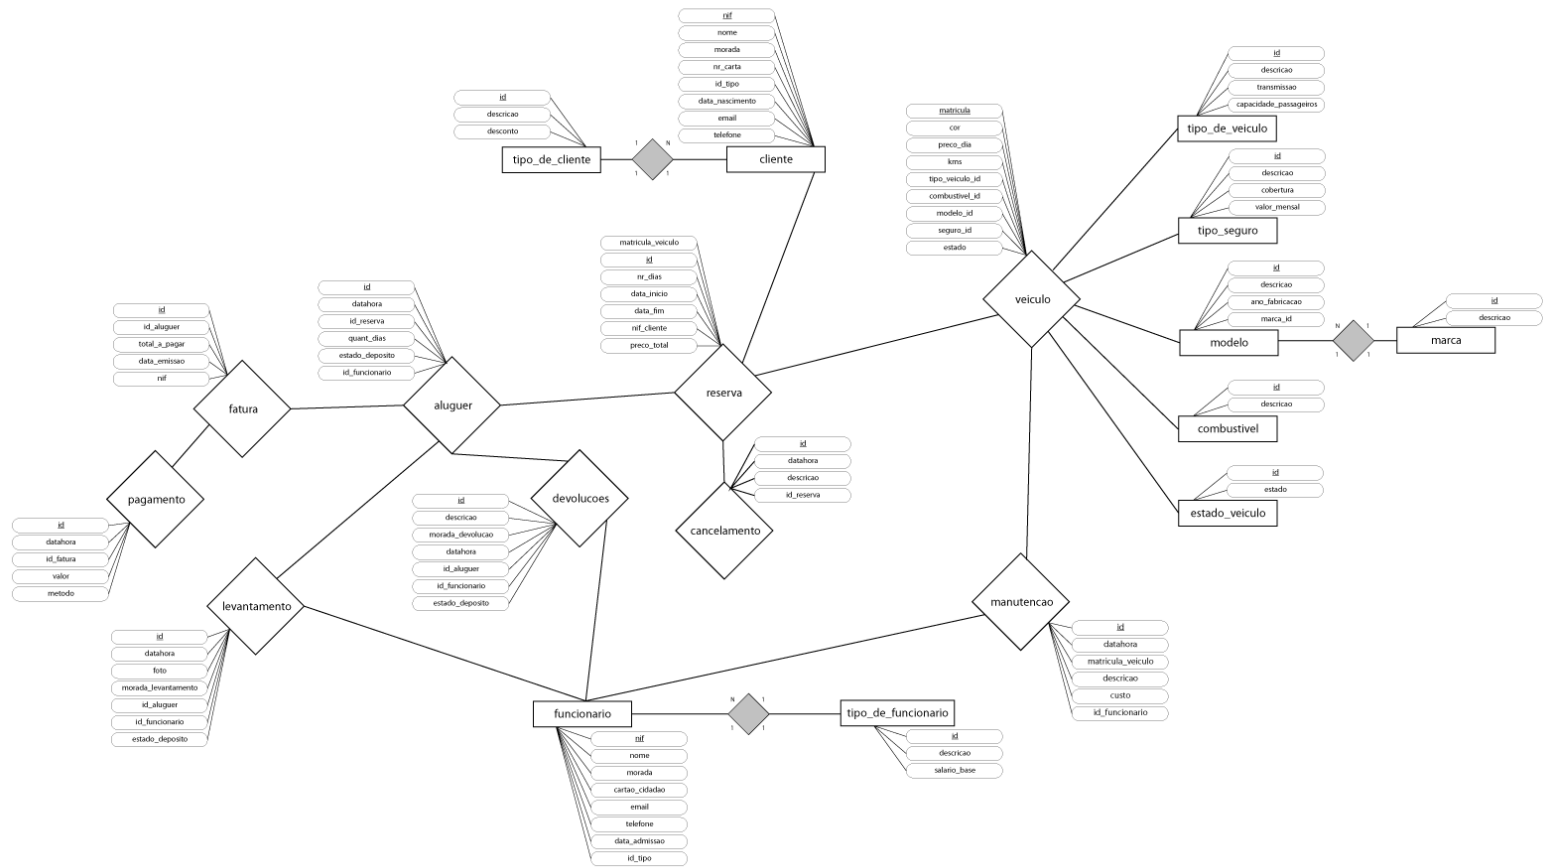 nif
nome
morada
nr_carta
id_tipo
data_nascimento
email
telefone
cliente
id
descricao
desconto
tipo_de_cliente
1
N
1
1
matricula
cor
preco_dia
kms
tipo_veiculo_id
combustivel_id
modelo_id
seguro_id
estado
veiculo
id
descricao
transmissao
capacidade_passageiros
tipo_de_veiculo
id
descricao
cobertura
valor_mensal
tipo_seguro
id
descricao
ano_fabricacao
marca_id
modelo
N
1
1
1
id
descricao
marca
id
descricao
combustivel
id
estado
estado_veiculo
matricula_veiculo
id
nr_dias
data_inicio
data_fim
nif_cliente
preco_total
reserva
id
datahora
id_reserva
quant_dias
estado_deposito
id_funcionario
aluguer
id
id_aluguer
total_a_pagar
data_emissao
nif
fatura
pagamento
id
datahora
id_fatura
valor
metodo
id
datahora
descricao
id_reserva
cancelamento
devolucoes
id
descricao
morada_devolucao
datahora
id_aluguer
id_funcionario
estado_deposito
levantamento
id
datahora
foto
morada_levantamento
id_aluguer
id_funcionario
estado_deposito
manutencao
id
datahora
matricula_veiculo
descricao
custo
id_funcionario
funcionario
N
1
1
1
tipo_de_funcionario
id
descricao
salario_base
nif
nome
morada
cartao_cidadao
email
telefone
data_admissao
id_tipo